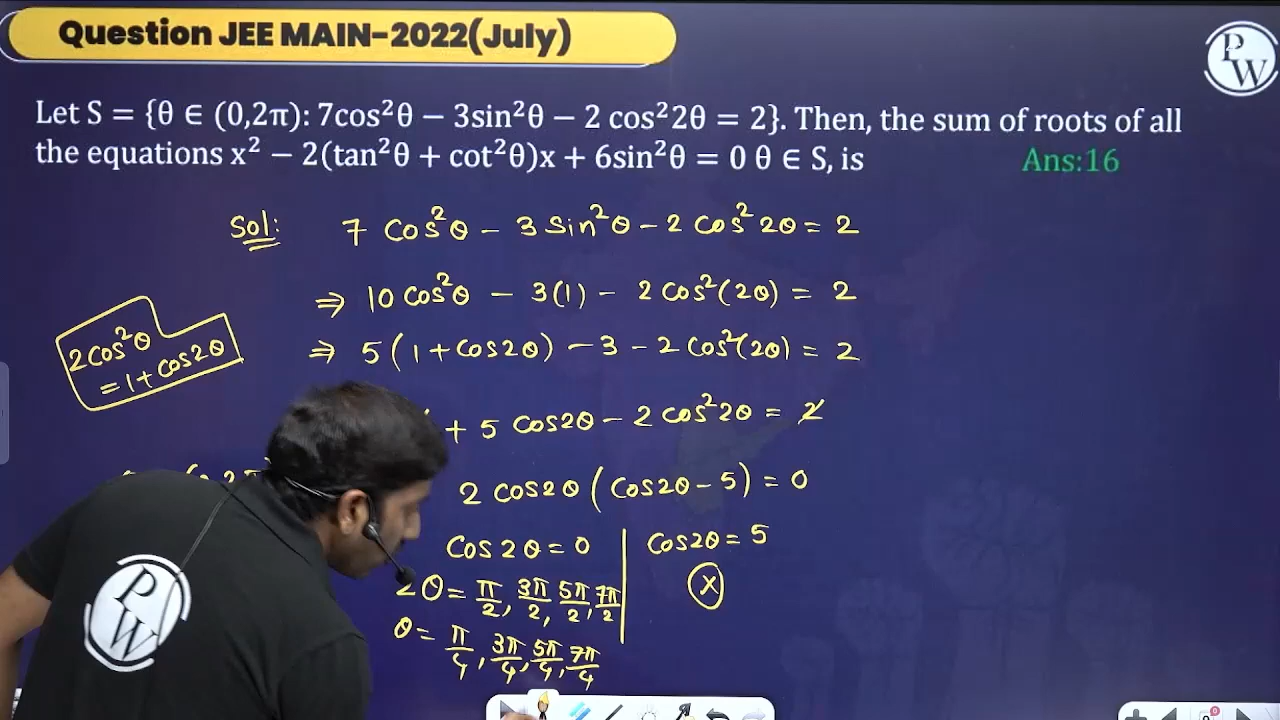 Question JEE MAIN-2022(July)
PW
Let S = {θ ∈ (0,2π): 7cos²θ − 3sin²θ − 2 cos²2θ = 2}. Then, the sum of roots of all
the equations x² − 2(tan²θ + cot²θ)x + 6sin²θ = 0 θ ∈ S, is
Ans:16
Sol: 7 Cos²θ − 3 Sin²θ − 2 Cos² 2θ = 2
⇒ 10 Cos²θ − 3(1) − 2 Cos²(2θ) = 2
2 Cos²θ
= 1 + Cos2θ
⇒ 5(1+Cos2θ) − 3 − 2 Cos²(2θ) = 2
+ 5 Cos2θ − 2 Cos²2θ = 2
2 Cos2θ (Cos2θ − 5) = 0
Cos 2θ = 0
Cos2θ = 5
2θ = π/2, 3π/2, 5π/2, 7π/2
(X)
θ = π/4, 3π/4, 5π/4, 7π/4
PW